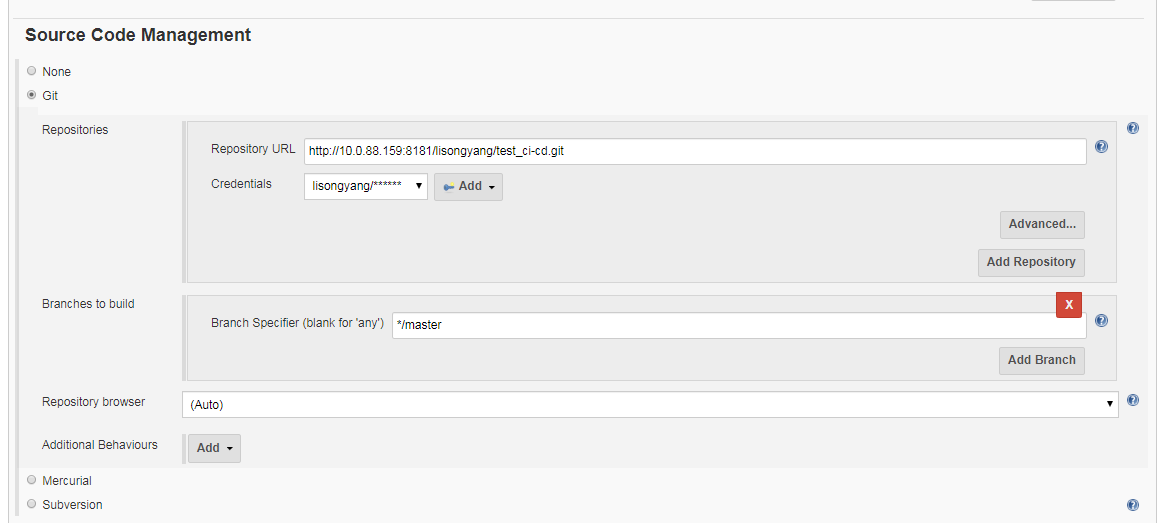 Source Code Management
None
Git
Repositories
Repository URL http://10.0.88.159:8181/lisongyang/test_ci-cd.git
Credentials lisongyang/****** Add
Advanced...
Add Repository
Branches to build
X
Branch Specifier (blank for 'any') */master
Add Branch
Repository browser (Auto)
Additional Behaviours Add
Mercurial
Subversion